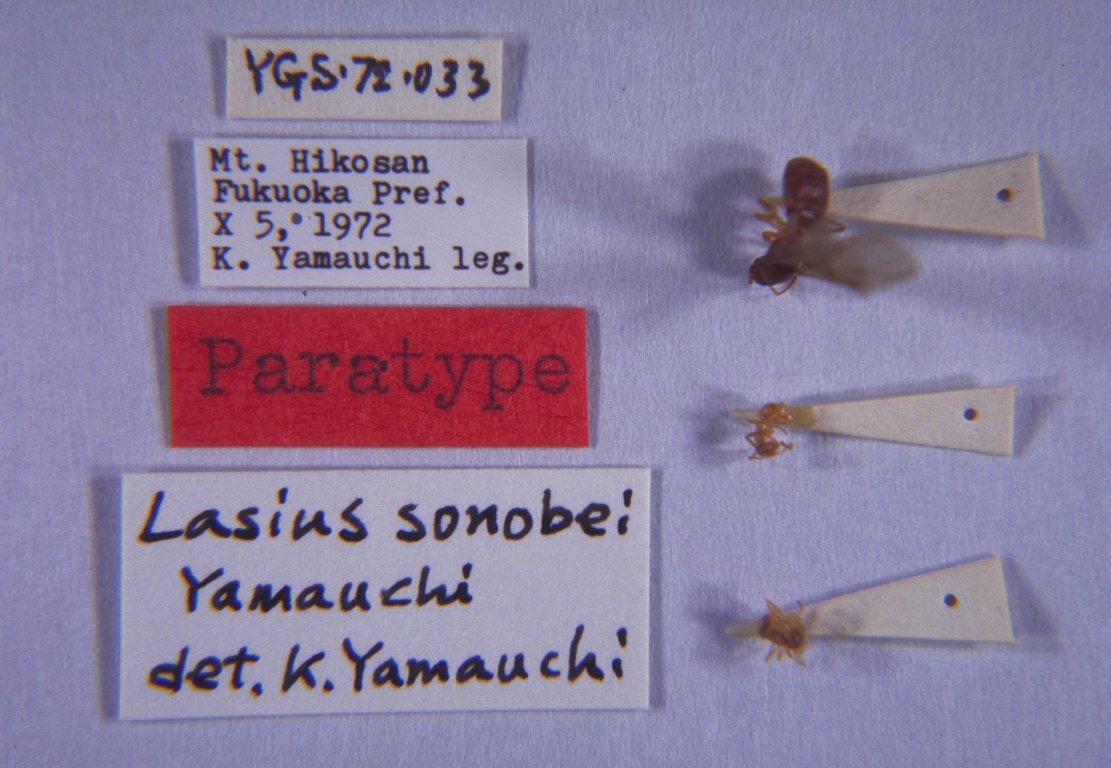 YGS.72.033
Mt. Hikosan
Fukuoka Pref.
X 5, 1972
K. Yamauchi leg.
Paratype
Lasius sonobei
Yamauchi
det. K. Yamauchi